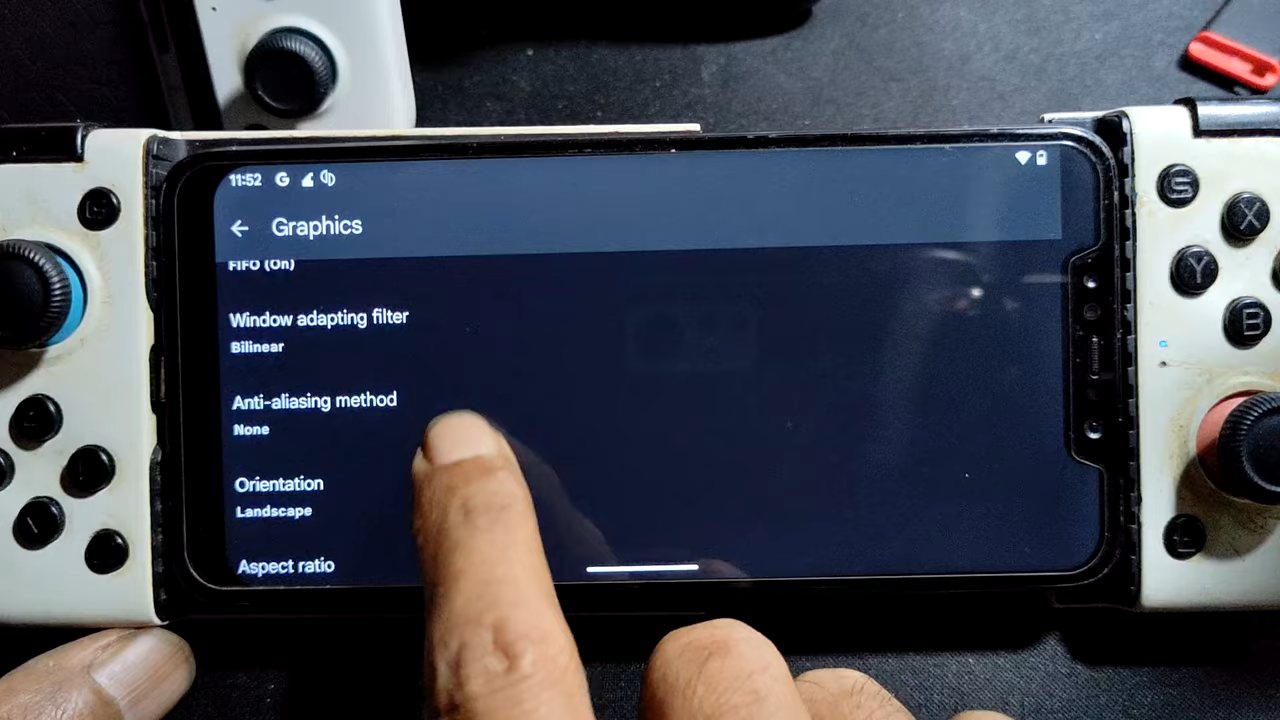 11:52 G
Graphics
FIFO (On)
Window adapting filter
Bilinear
Anti-aliasing method
None
Orientation
Landscape
Aspect ratio
S
X
Y
B